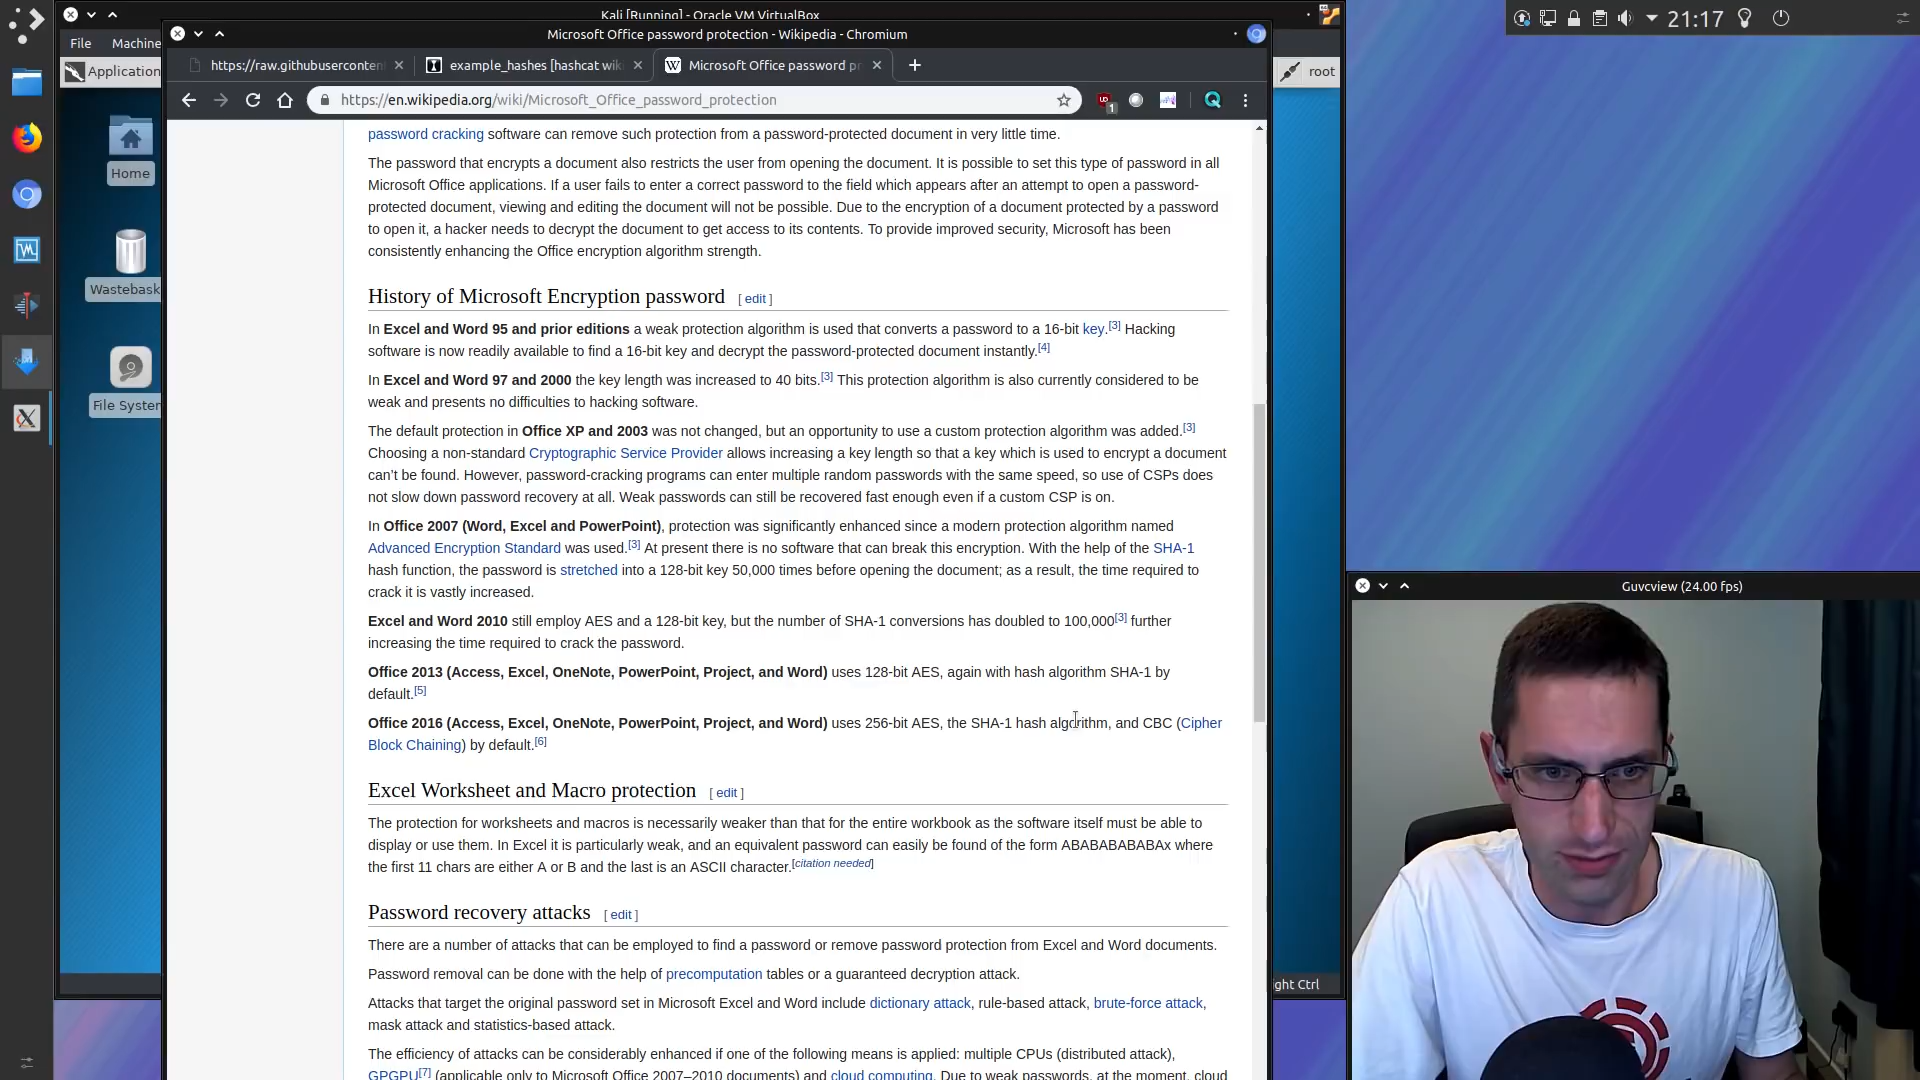 Kali [Running] - Oracle VM VirtualBox
21:17
File Machine
Microsoft Office password protection - Wikipedia - Chromium
Application
https://raw.githubusercontent
example_hashes [hashcat wiki
Microsoft Office password pr
root
https://en.wikipedia.org/wiki/Microsoft_Office_password_protection
1
Home
Wastebask
File System
password cracking software can remove such protection from a password-protected document in very little time.
The password that encrypts a document also restricts the user from opening the document. It is possible to set this type of password in all
Microsoft Office applications. If a user fails to enter a correct password to the field which appears after an attempt to open a password-
protected document, viewing and editing the document will not be possible. Due to the encryption of a document protected by a password
to open it, a hacker needs to decrypt the document to get access to its contents. To provide improved security, Microsoft has been
consistently enhancing the Office encryption algorithm strength.
History of Microsoft Encryption password [ edit ]
In Excel and Word 95 and prior editions a weak protection algorithm is used that converts a password to a 16-bit key.[3] Hacking
software is now readily available to find a 16-bit key and decrypt the password-protected document instantly.[4]
In Excel and Word 97 and 2000 the key length was increased to 40 bits.[3] This protection algorithm is also currently considered to be
weak and presents no difficulties to hacking software.
The default protection in Office XP and 2003 was not changed, but an opportunity to use a custom protection algorithm was added.[3]
Choosing a non-standard Cryptographic Service Provider allows increasing a key length so that a key which is used to encrypt a document
can't be found. However, password-cracking programs can enter multiple random passwords with the same speed, so use of CSPs does
not slow down password recovery at all. Weak passwords can still be recovered fast enough even if a custom CSP is on.
In Office 2007 (Word, Excel and PowerPoint), protection was significantly enhanced since a modern protection algorithm named
Advanced Encryption Standard was used.[3] At present there is no software that can break this encryption. With the help of the SHA-1
hash function, the password is stretched into a 128-bit key 50,000 times before opening the document; as a result, the time required to
crack it is vastly increased.
Excel and Word 2010 still employ AES and a 128-bit key, but the number of SHA-1 conversions has doubled to 100,000[3] further
increasing the time required to crack the password.
Office 2013 (Access, Excel, OneNote, PowerPoint, Project, and Word) uses 128-bit AES, again with hash algorithm SHA-1 by
default.[5]
Office 2016 (Access, Excel, OneNote, PowerPoint, Project, and Word) uses 256-bit AES, the SHA-1 hash algorithm, and CBC (Cipher
Block Chaining) by default.[6]
Excel Worksheet and Macro protection [ edit ]
The protection for worksheets and macros is necessarily weaker than that for the entire workbook as the software itself must be able to
display or use them. In Excel it is particularly weak, and an equivalent password can easily be found of the form ABABABABABAx where
the first 11 chars are either A or B and the last is an ASCII character.[citation needed]
Password recovery attacks [ edit ]
There are a number of attacks that can be employed to find a password or remove password protection from Excel and Word documents.
Password removal can be done with the help of precomputation tables or a guaranteed decryption attack.
Attacks that target the original password set in Microsoft Excel and Word include dictionary attack, rule-based attack, brute-force attack,
mask attack and statistics-based attack.
The efficiency of attacks can be considerably enhanced if one of the following means is applied: multiple CPUs (distributed attack),
GPGPU[7] (applicable only to Microsoft Office 2007–2010 documents) and cloud computing. Due to weak passwords, at the moment, cloud
Guvcview (24.00 fps)
ght Ctrl